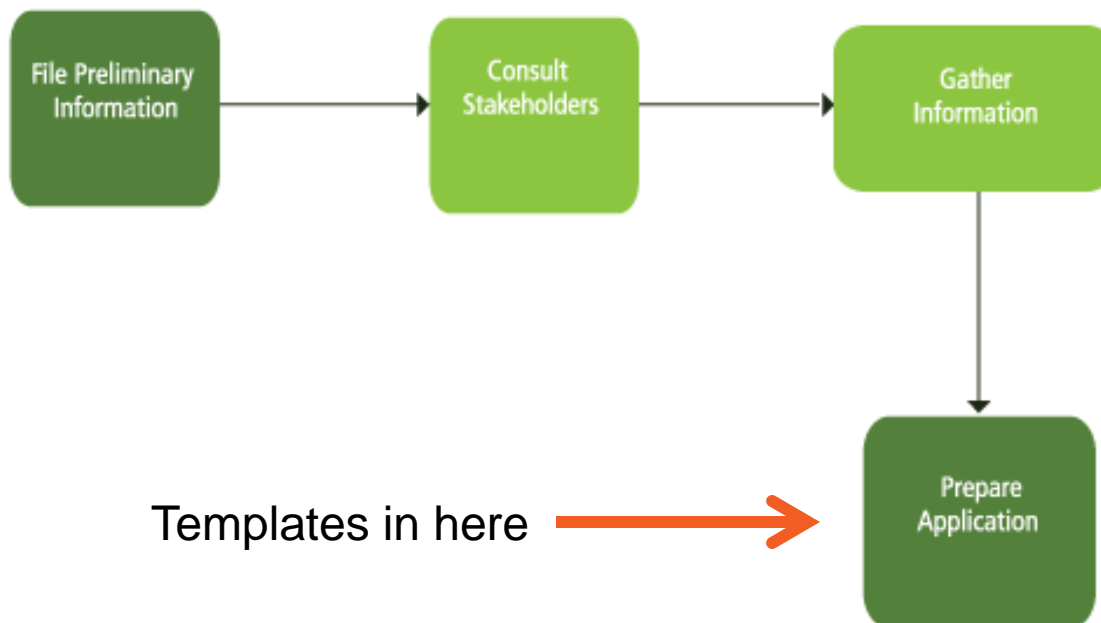 File Preliminary
Information
Consult
Stakeholders
Gather
Information
Templates in here
Prepare
Application